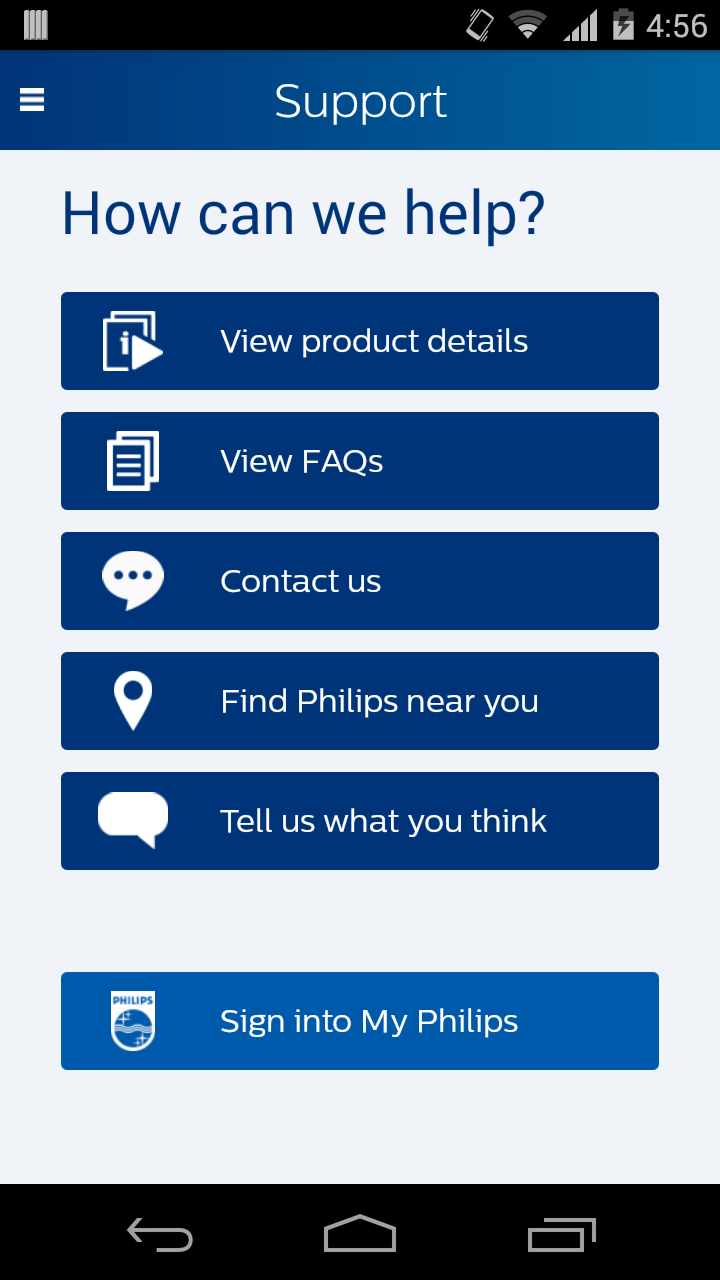 4:56
Support
How can we help?
View product details
View FAQs
Contact us
Find Philips near you
Tell us what you think
PHILIPS
Sign into My Philips